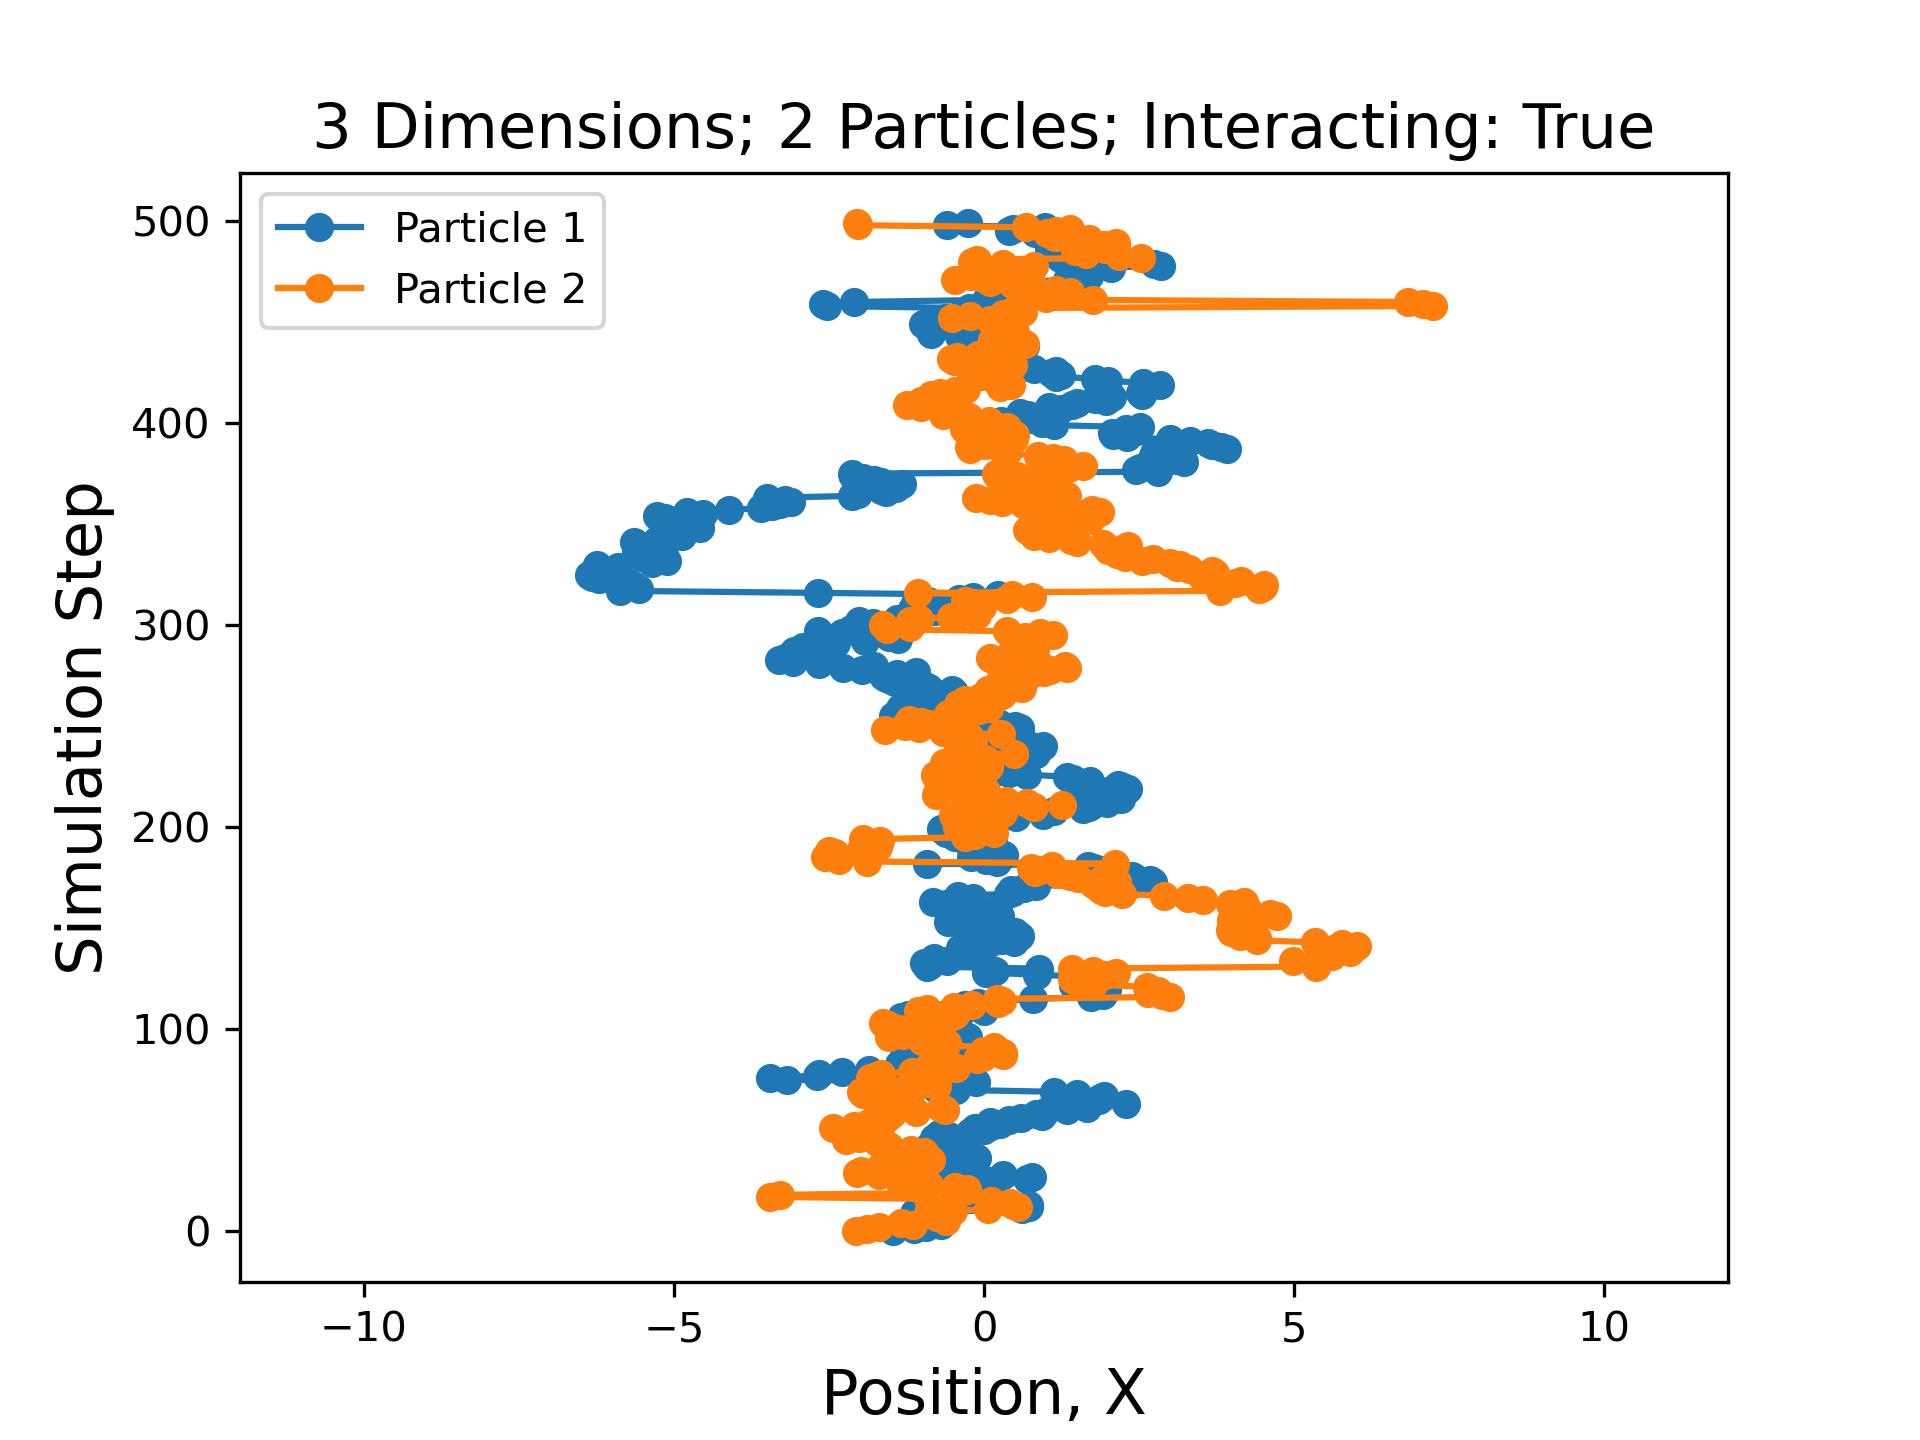 3 Dimensions; 2 Particles; Interacting: True
Particle 1
Particle 2
500
400
300
200
100
0
Simulation Step
−10
−5
0
5
10
Position, X